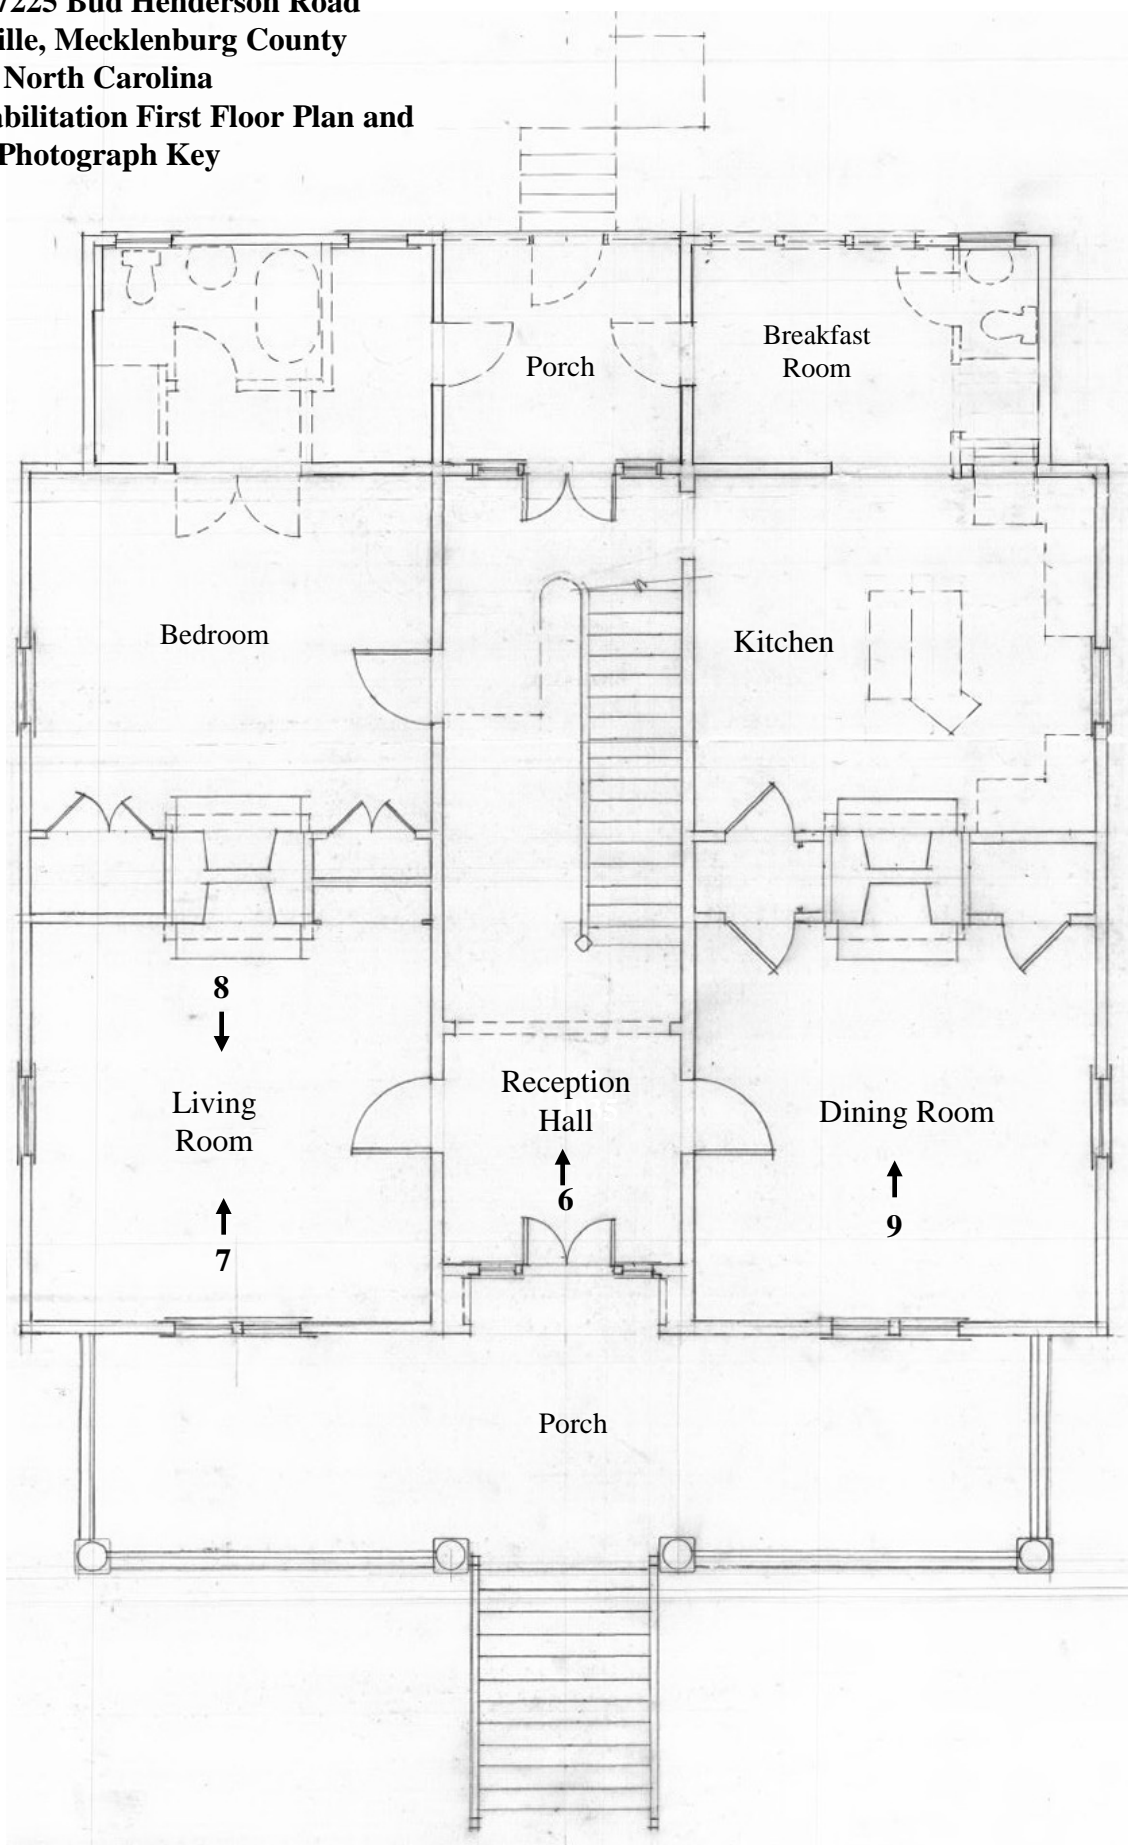 7225 Bud Henderson Road
ille, Mecklenburg County
North Carolina
abilitation First Floor Plan and
Photograph Key
Porch
Breakfast
Room
Bedroom
Kitchen
8
Living
Room
7
Reception
Hall
6
Dining Room
9
Porch